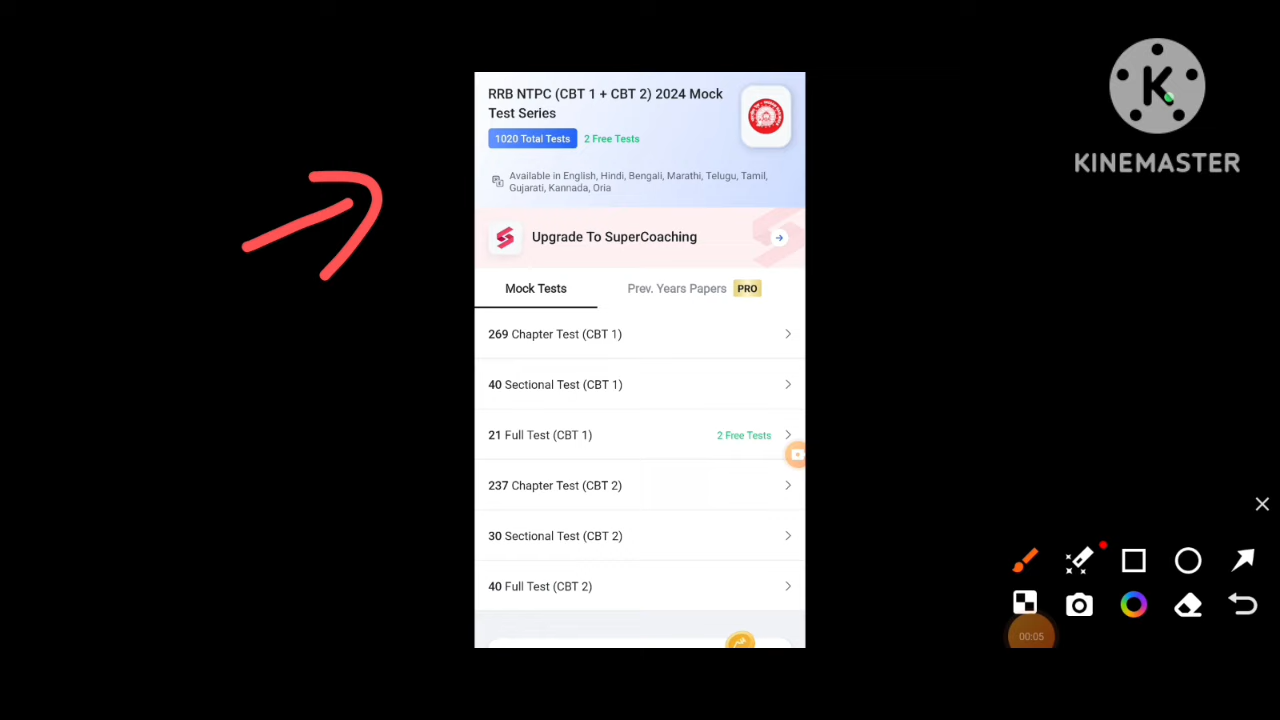 RRB NTPC (CBT 1 + CBT 2) 2024 Mock
Test Series
1020 Total Tests 2 Free Tests
Available in English, Hindi, Bengali, Marathi, Telugu, Tamil,
Gujarati, Kannada, Oria
Upgrade To SuperCoaching
Mock Tests Prev. Years Papers PRO
269 Chapter Test (CBT 1)
40 Sectional Test (CBT 1)
21 Full Test (CBT 1) 2 Free Tests
237 Chapter Test (CBT 2)
30 Sectional Test (CBT 2)
40 Full Test (CBT 2)
K
KINEMASTER
00:05